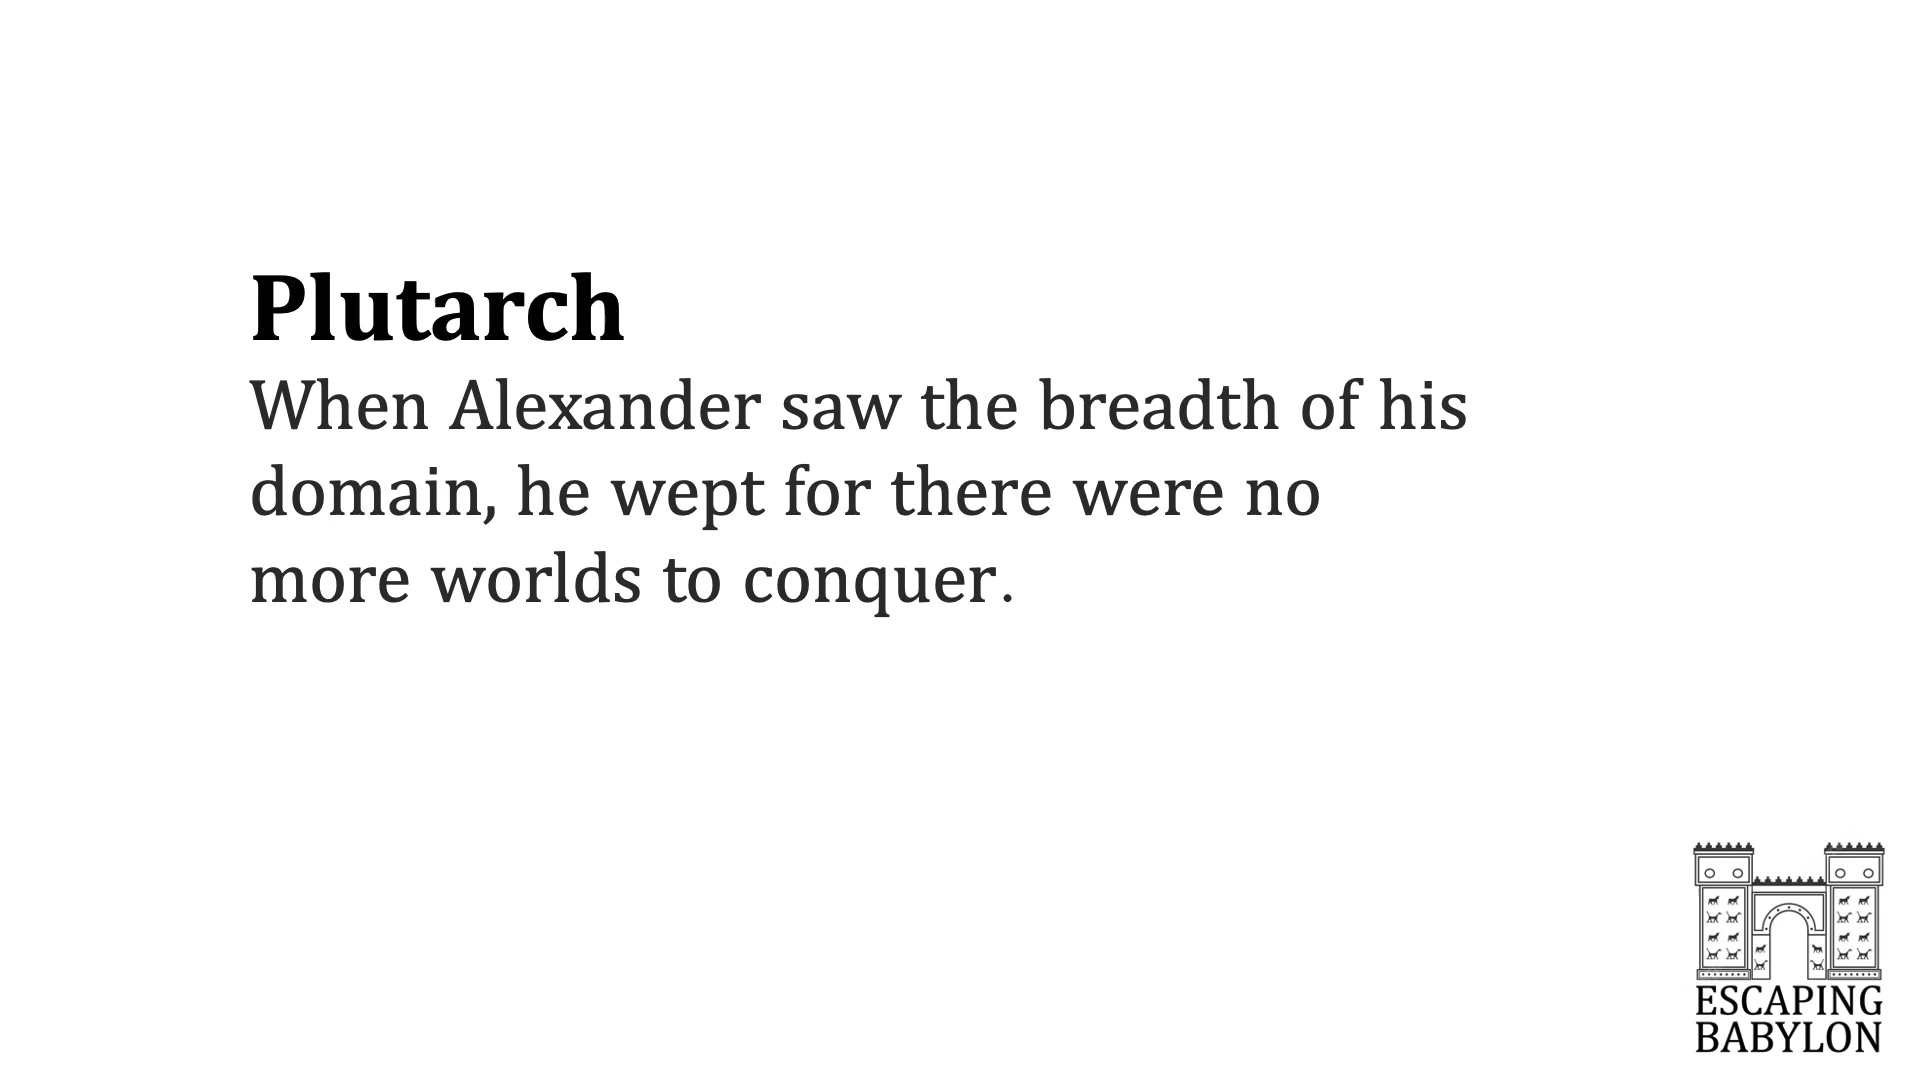 Plutarch
When Alexander saw the breadth of his
domain, he wept for there were no
more worlds to conquer.
ESCAPING
BABYLON